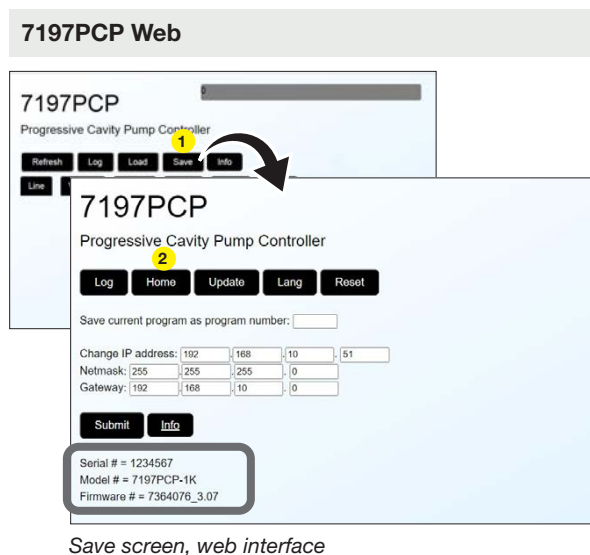 7197PCP Web
7197PCP
0
Progressive Cavity Pump Controller
1
Refresh Log Load Save Info
Line
7197PCP
Progressive Cavity Pump Controller
2
Log Home Update Lang Reset
Save current program as program number:
Change IP address: 192 . 168 . 10 . 51
Netmask: 255 . 255 . 255 . 0
Gateway: 192 . 168 . 10 . 0
Submit Info
Serial # = 1234567
Model # = 7197PCP-1K
Firmware # = 7364076_3.07
Save screen, web interface